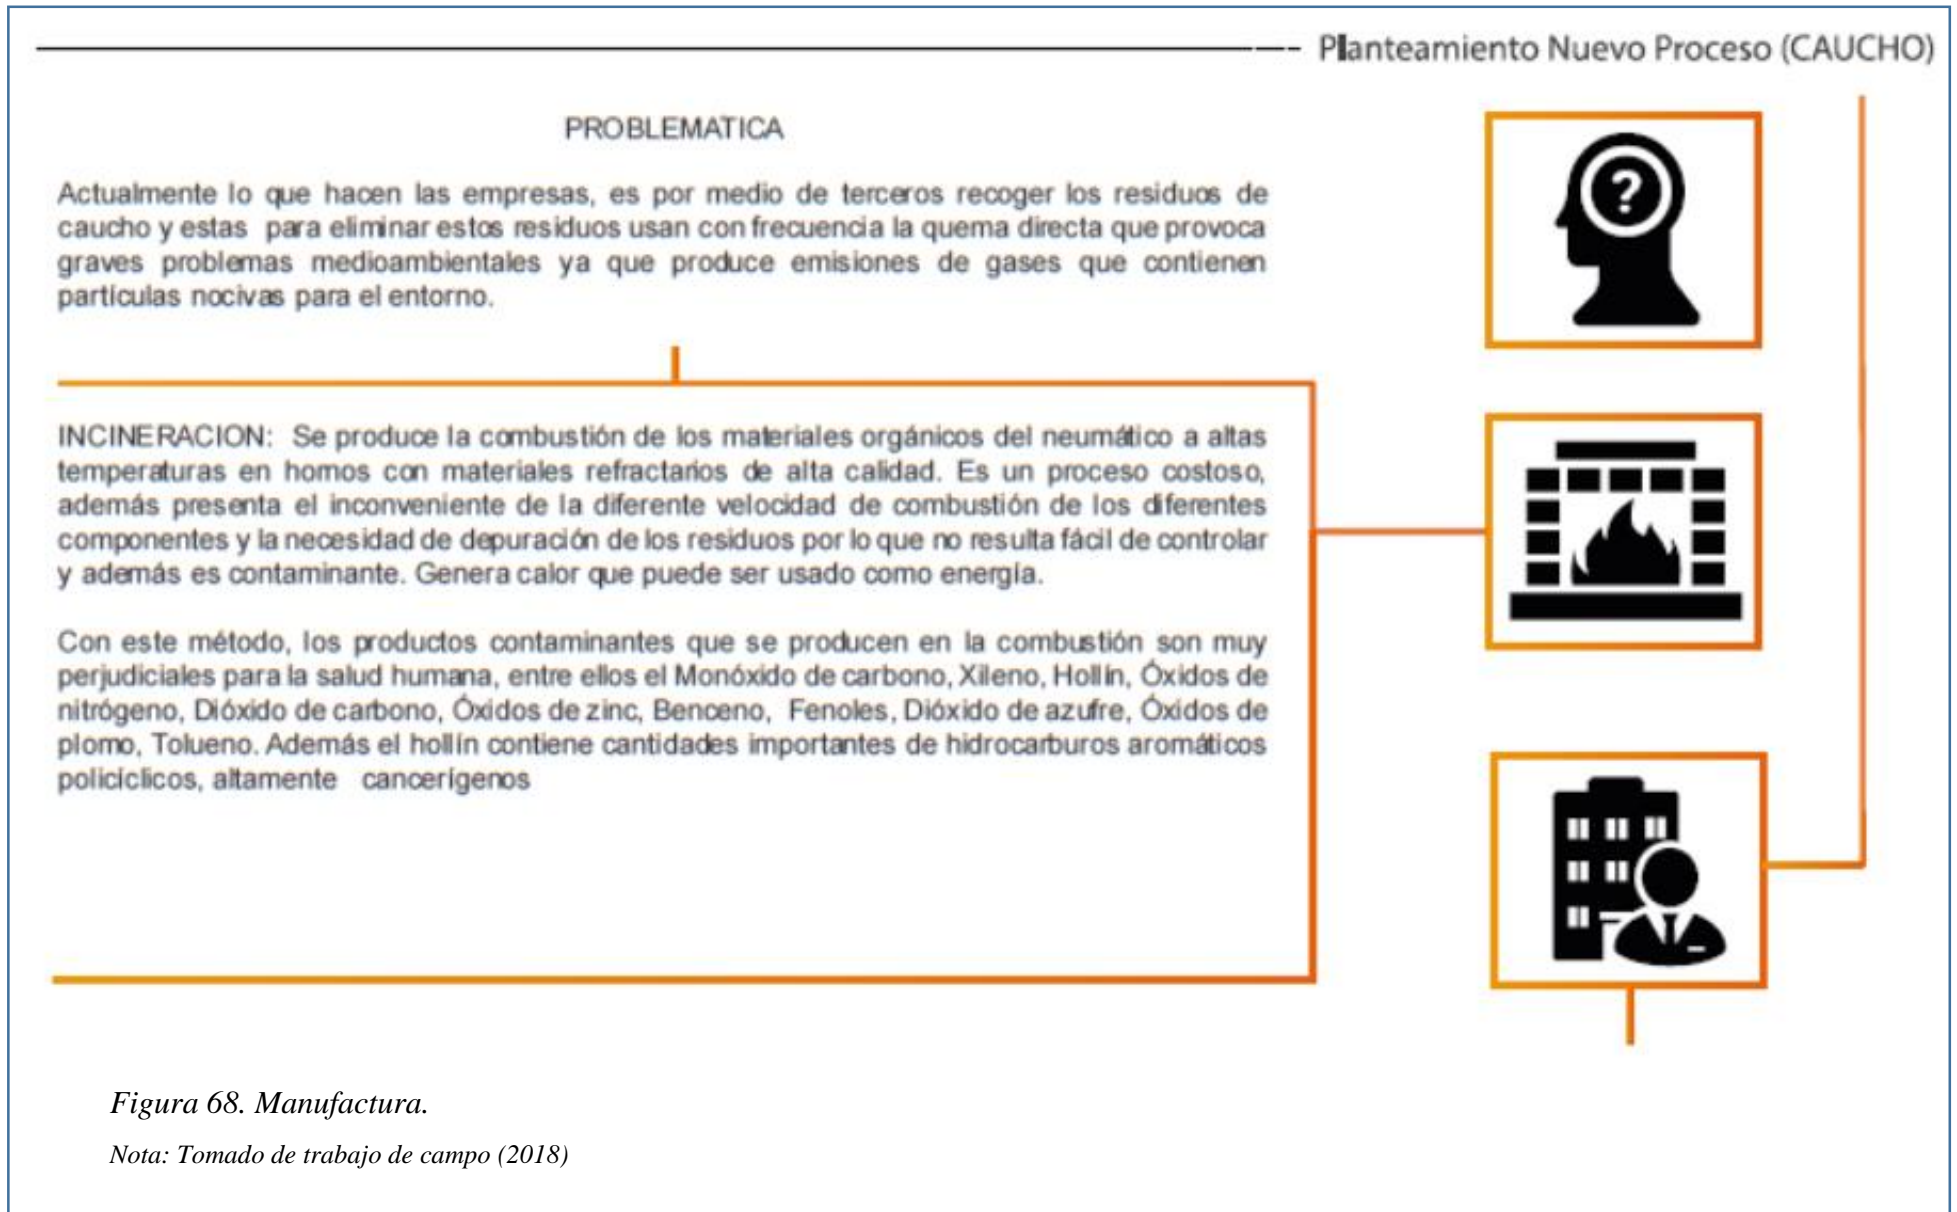 Planteamiento Nuevo Proceso (CAUCHO)
PROBLEMATICA
Actualmente lo que hacen las empresas, es por medio de terceros recoger los residuos de
caucho y estas para eliminar estos residuos usan con frecuencia la quema directa que provoca
graves problemas medioambientales ya que produce emisiones de gases que contienen
partículas nocivas para el entorno.
INCINERACION: Se produce la combustión de los materiales orgánicos del neumático a altas
temperaturas en hornos con materiales refractarios de alta calidad. Es un proceso costoso,
además presenta el inconveniente de la diferente velocidad de combustión de los diferentes
componentes y la necesidad de depuración de los residuos por lo que no resulta fácil de controlar
y además es contaminante. Genera calor que puede ser usado como energía.
Con este método, los productos contaminantes que se producen en la combustión son muy
perjudiciales para la salud humana, entre ellos el Monóxido de carbono, Xileno, Hollín, Óxidos de
nitrógeno, Dióxido de carbono, Óxidos de zinc, Benceno, Fenoles, Dióxido de azufre, Óxidos de
plomo, Tolueno. Además el hollín contiene cantidades importantes de hidrocarburos aromáticos
policíclicos, altamente cancerígenos
?
Figura 68. Manufactura.
Nota: Tomado de trabajo de campo (2018)